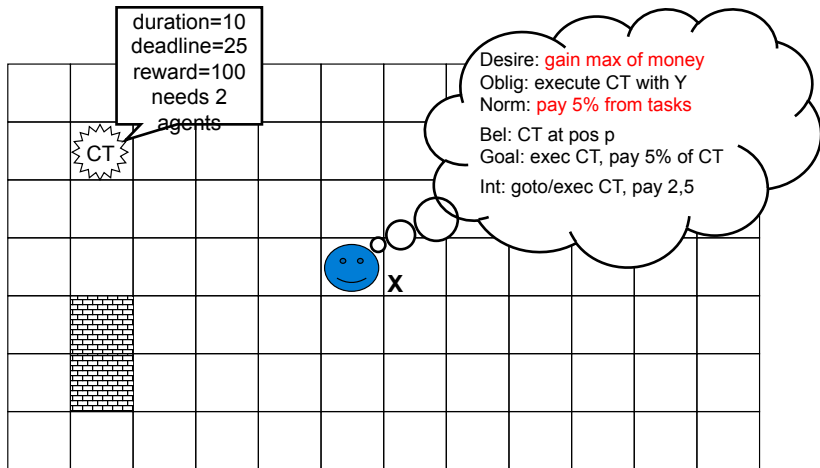 duration=10
deadline=25
reward=100
needs 2
agents
CT
Desire: gain max of money
Oblig: execute CT with Y
Norm: pay 5% from tasks
Bel: CT at pos p
Goal: exec CT, pay 5% of CT
Int: goto/exec CT, pay 2,5
X